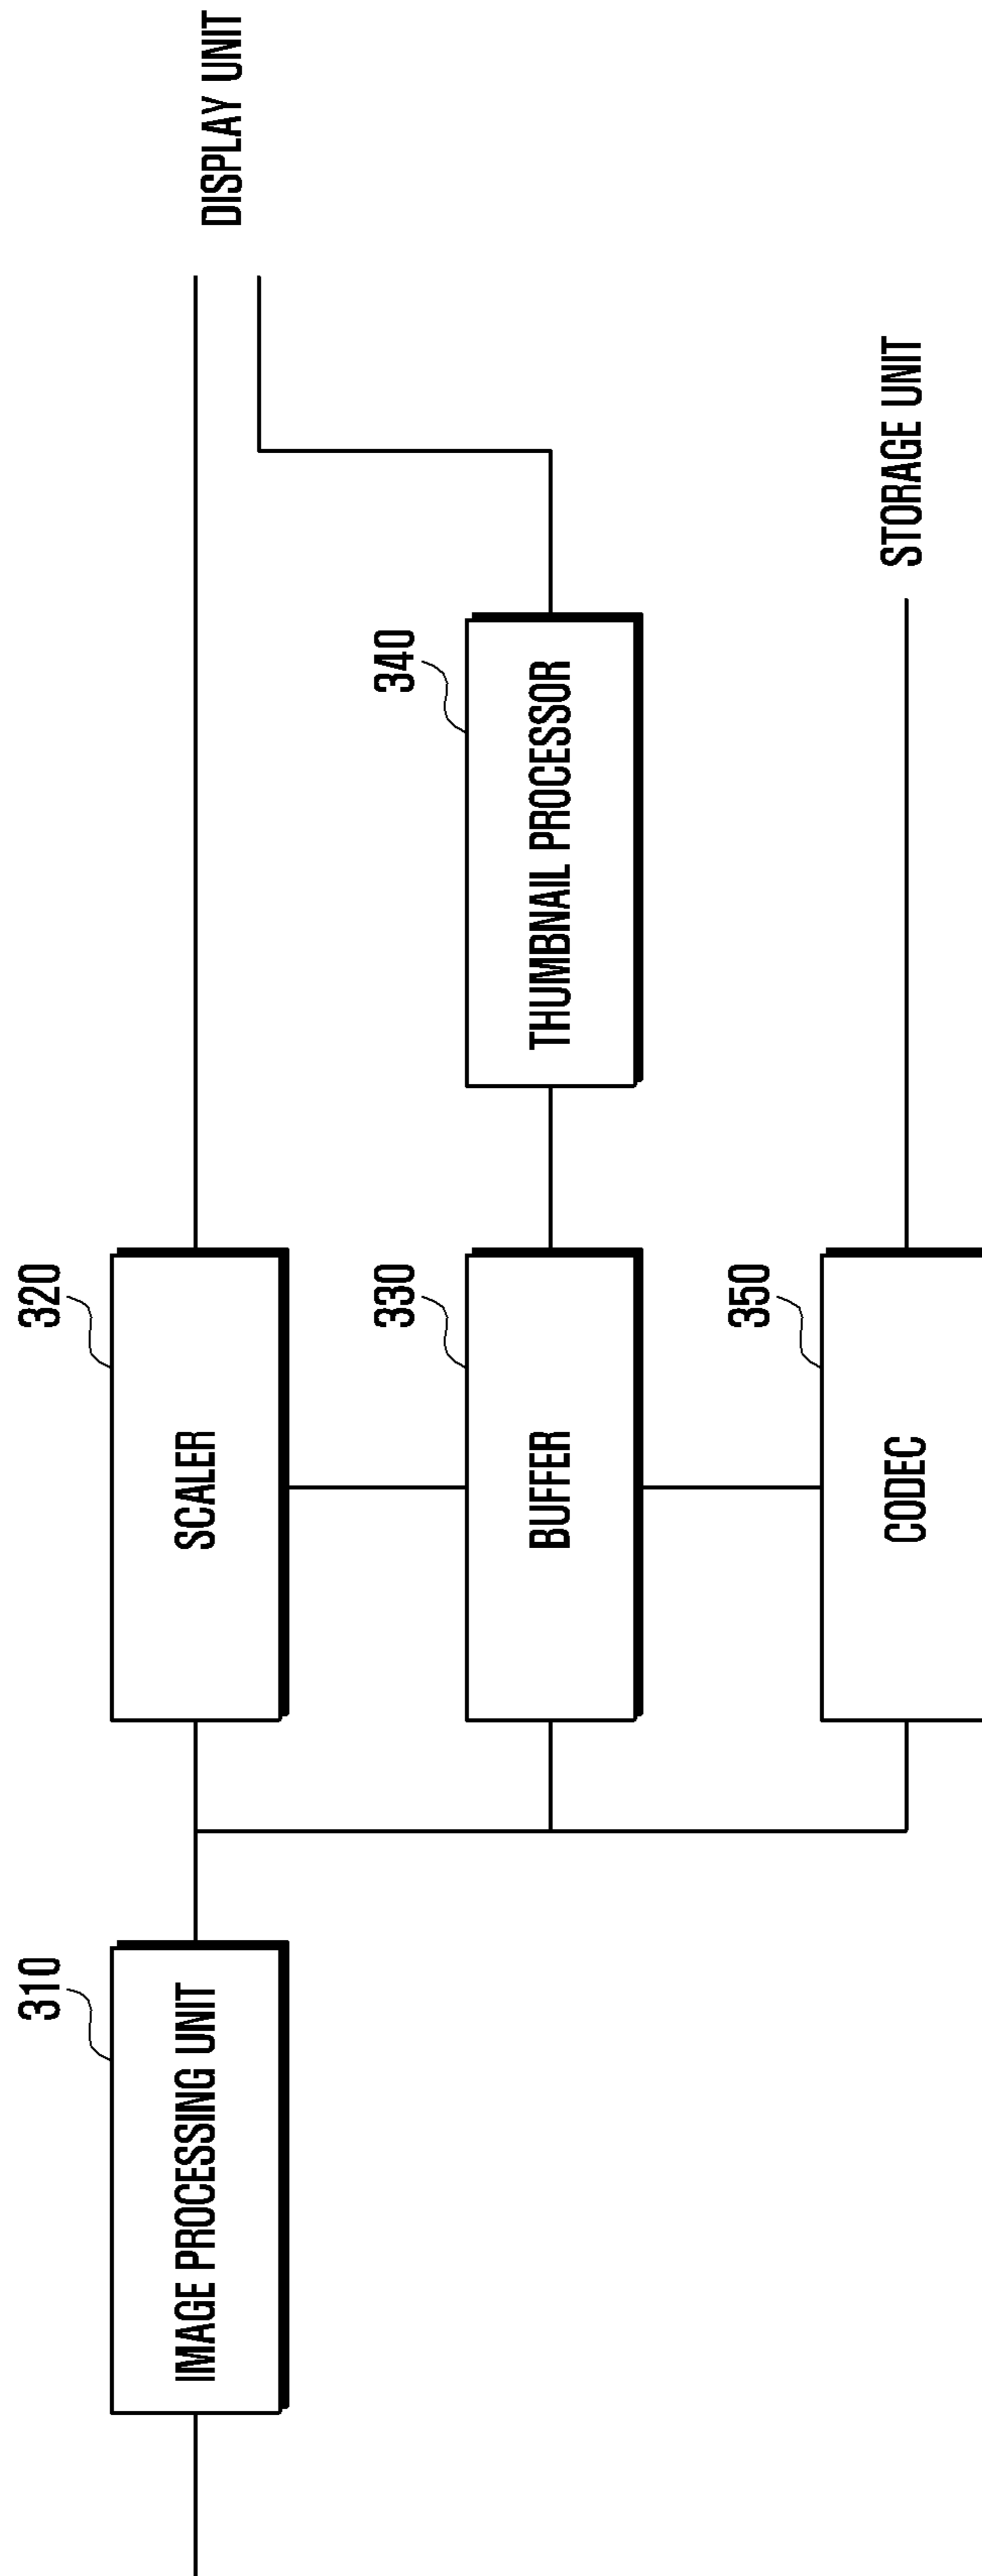 310
IMAGE PROCESSING UNIT
320
SCALER
DISPLAY UNIT
330
BUFFER
340
THUMBNAIL PROCESSOR
350
CODEC
STORAGE UNIT